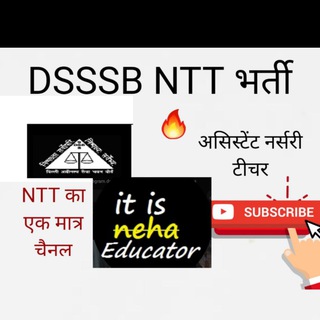 DSSSB NTT भर्ती
असिस्टेंट नर्सरी
टीचर
NTT का
एक मात्र
चैनल
it is
neha
Educator
SUBSCRIBE